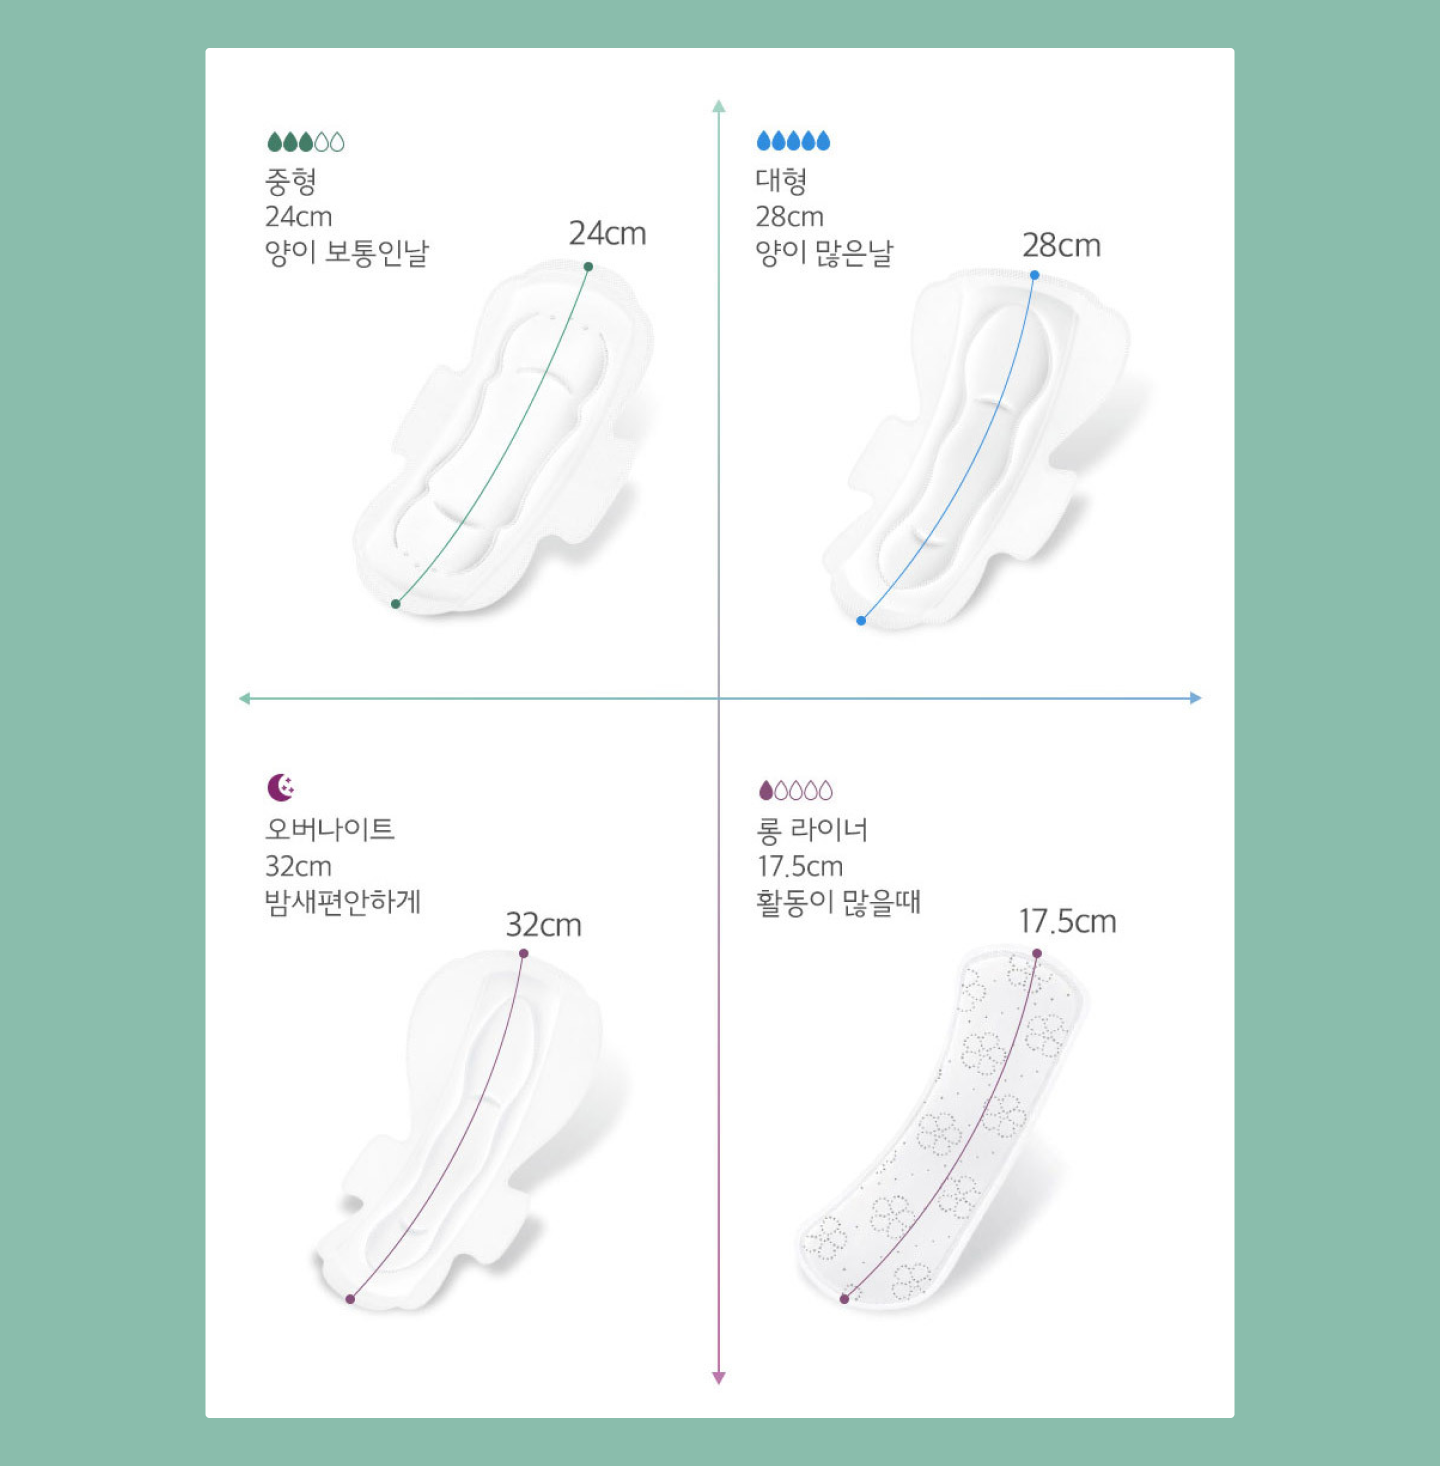 중형
24cm
양이 보통인날
24cm
대형
28cm
양이 많은날
28cm
오버나이트
32cm
밤새편안하게
32cm
롱 라이너
17.5cm
활동이 많을때
17.5cm